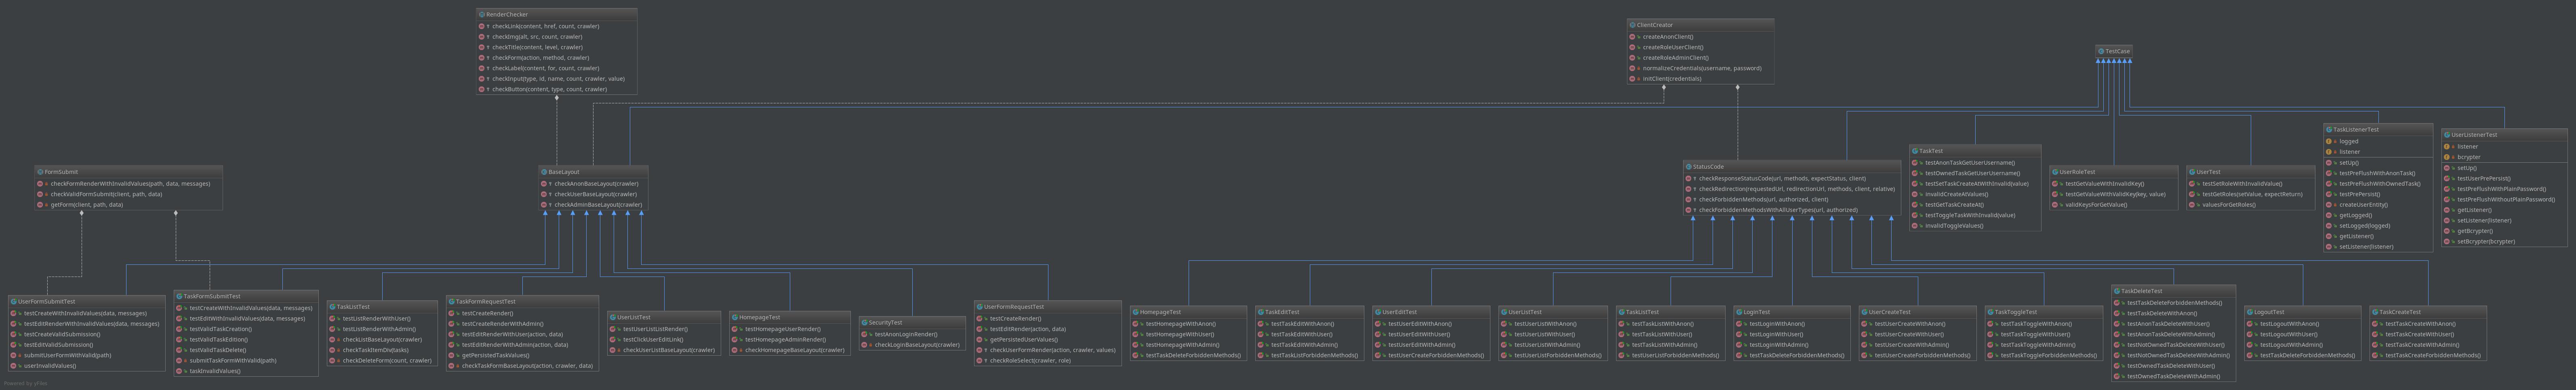 RenderChecker
checkLink(content, href, count, crawler)
checkImg(alt, src, count, crawler)
checkTitle(content, level, crawler)
checkForm(action, method, crawler)
checkLabel(content, for, count, crawler)
checkInput(type, id, name, count, crawler, value)
checkButton(content, type, count, crawler)
ClientCreator
createAnonClient()
createRoleUserClient()
createRoleAdminClient()
normalizeCredentials(username, password)
initClient(credentials)
TestCase
FormSubmit
checkFormRenderWithInvalidValues(path, data, messages)
checkValidFormSubmit(client, path, data)
getForm(client, path, data)
BaseLayout
checkAnonBaseLayout(crawler)
checkUserBaseLayout(crawler)
checkAdminBaseLayout(crawler)
StatusCode
checkResponseStatusCode(url, methods, expectStatus, client)
checkRedirection(requestedUrl, redirectionUrl, methods, client, relative)
checkForbiddenMethods(url, authorized, client)
checkForbiddenMethodsWithAllUserTypes(url, authorized)
TaskTest
testAnonTaskGetUserUsername()
testOwnedTaskGetUserUsername()
testSetTaskCreateAtWithInvalid(value)
invalidCreateAtValues()
testGetTaskCreateAt()
testToggleTaskWithInvalid(value)
invalidToggleValues()
UserRoleTest
testGetValueWithInvalidKey()
testGetValueWithValidKey(key, value)
validKeysForGetValue()
UserTest
testSetRoleWithInvalidValue()
testGetRoles(setValue, expectReturn)
valuesForGetRoles()
TaskListenerTest
logged
listener
setUp()
testPreFlushWithAnonTask()
testPreFlushWithOwnedTask()
testPrePersist()
createUserEntity()
getLogged()
setLogged(logged)
getListener()
setListener(listener)
UserListenerTest
listener
bcrypter
setUp()
testUserPrePersist()
testPreFlushWithPlainPassword()
testPreFlushWithoutPlainPassword()
getListener()
setListener(listener)
getBcrypter()
setBcrypter(bcrypter)
UserFormSubmitTest
testCreateWithInvalidValues(data, messages)
testEditRenderWithInvalidValues(data, messages)
testCreateValidSubmission()
testEditValidSubmission()
submitUserFormWithValid(path)
userInvalidValues()
TaskFormSubmitTest
testCreateWithInvalidValues(data, messages)
testEditWithInvalidValues(data, messages)
testValidTaskCreation()
testValidTaskEdition()
testValidTaskDelete()
submitTaskFormWithValid(path)
taskInvalidValues()
TaskListTest
testListRenderWithUser()
testListRenderWithAdmin()
checkListBaseLayout(crawler)
checkTaskItemDiv(tasks)
checkDeleteForm(count, crawler)
TaskFormRequestTest
testCreateRender()
testCreateRenderWithAdmin()
testEditRenderWithUser(action, data)
testEditRenderWithAdmin(action, data)
getPersistedTaskValues()
checkTaskFormBaseLayout(action, crawler, data)
UserListTest
testUserListListRender()
testClickUserEditLink()
checkUserListBaseLayout(crawler)
HomepageTest
testHomepageUserRender()
testHomepageAdminRender()
checkHomepageBaseLayout(crawler)
SecurityTest
testAnonLoginRender()
checkLoginBaseLayout(crawler)
UserFormRequestTest
testCreateRender()
testEditRender(action, data)
getPersistedUserValues()
checkUserFormRender(action, crawler, values)
checkRoleSelect(crawler, role)
HomepageTest
testHomepageWithAnon()
testHomepageWithUser()
testHomepageWithAdmin()
testTaskDeleteForbiddenMethods()
TaskEditTest
testTaskEditWithAnon()
testTaskEditWithUser()
testTaskEditWithAdmin()
testTaskListForbiddenMethods()
UserEditTest
testUserEditWithAnon()
testUserEditWithUser()
testUserEditWithAdmin()
testUserCreateForbiddenMethods()
UserListTest
testUserListWithAnon()
testUserListWithUser()
testUserListWithAdmin()
testUserListForbiddenMethods()
TaskListTest
testTaskListWithAnon()
testTaskListWithUser()
testTaskListWithAdmin()
testUserListForbiddenMethods()
LoginTest
testLoginWithAnon()
testLoginWithUser()
testLoginWithAdmin()
testTaskDeleteForbiddenMethods()
UserCreateTest
testUserCreateWithAnon()
testUserCreateWithUser()
testUserCreateWithAdmin()
testUserCreateForbiddenMethods()
TaskToggleTest
testTaskToggleWithAnon()
testTaskToggleWithUser()
testTaskToggleWithAdmin()
testTaskToggleForbiddenMethods()
TaskDeleteTest
testTaskDeleteForbiddenMethods()
testTaskDeleteWithAnon()
testAnonTaskDeleteWithUser()
testAnonTaskDeleteWithAdmin()
testNotOwnedTaskDeleteWithUser()
testNotOwnedTaskDeleteWithAdmin()
testOwnedTaskDeleteWithUser()
testOwnedTaskDeleteWithAdmin()
LogoutTest
testLogoutWithAnon()
testLogoutWithUser()
testLogoutWithAdmin()
testTaskDeleteForbiddenMethods()
TaskCreateTest
testTaskCreateWithAnon()
testTaskCreateWithUser()
testTaskCreateWithAdmin()
testTaskCreateForbiddenMethods()
Powered by yFiles